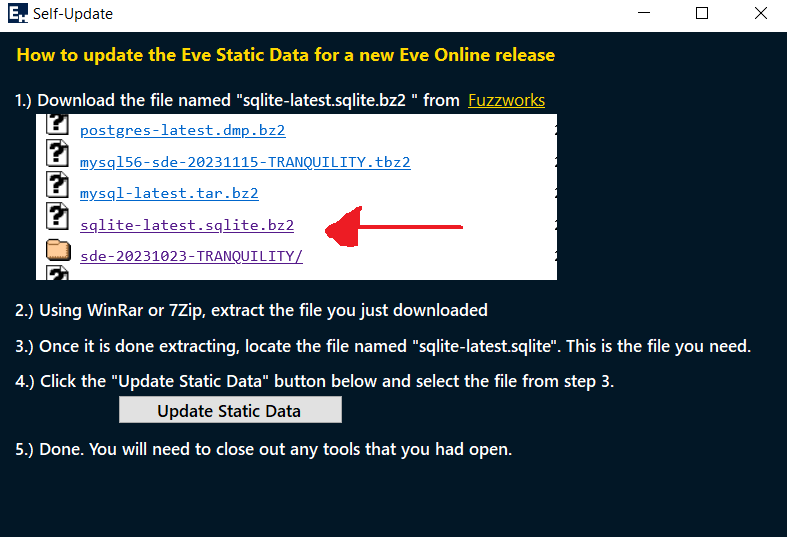 EH Self-Update
How to update the Eve Static Data for a new Eve Online release
1.) Download the file named "sqlite-latest.sqlite.bz2 " from Fuzzworks
postgres-latest.dmp.bz2
mysql56-sde-20231115-TRANQUILITY.tbz2
mysql-latest.tar.bz2
sqlite-latest.sqlite.bz2
sde-20231023-TRANQUILITY/
2.) Using WinRar or 7Zip, extract the file you just downloaded
3.) Once it is done extracting, locate the file named "sqlite-latest.sqlite". This is the file you need.
4.) Click the "Update Static Data" button below and select the file from step 3.
Update Static Data
5.) Done. You will need to close out any tools that you had open.